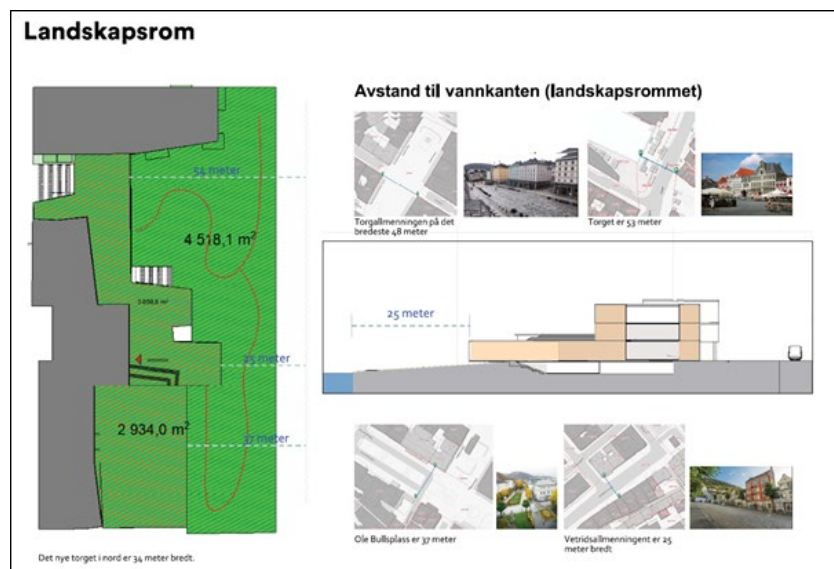 Landskapsrom
Avstand til vannkanten (landskapsrommet)
54 meter
4 518,1 m²
25 meter
2 934,0 m²
37 meter
Det nye torget i nord er 34 meter bredt.
Torgallmenningen på det
bredeste 48 meter
Torget er 53 meter
25 meter
Ole Bullsplass er 37 meter
Vetridsallmenningent er 25
meter bredt